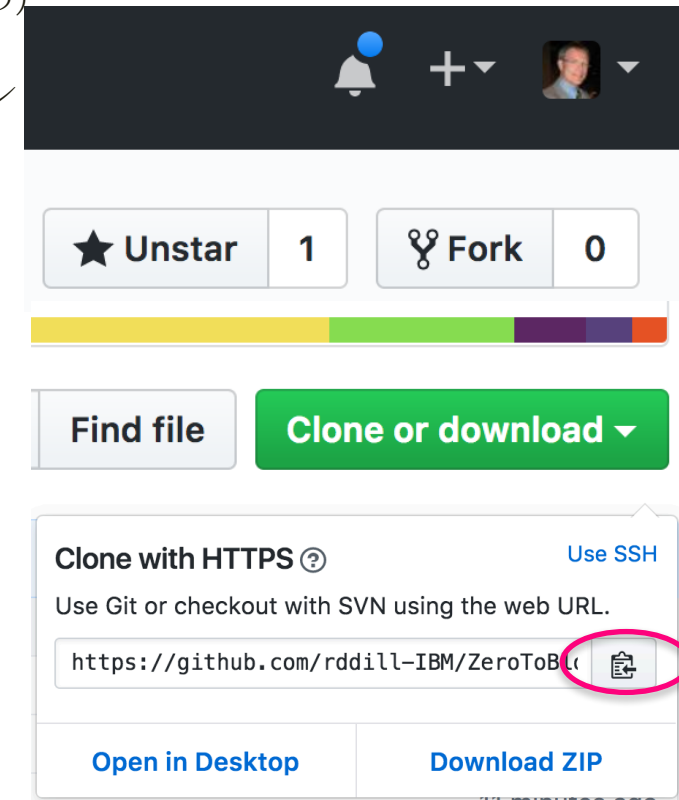 Unstar 1 Fork 0
Find file Clone or download
Clone with HTTPS Use SSH
Use Git or checkout with SVN using the web URL.
https://github.com/rddill-IBM/ZeroToBlo
Open in Desktop Download ZIP